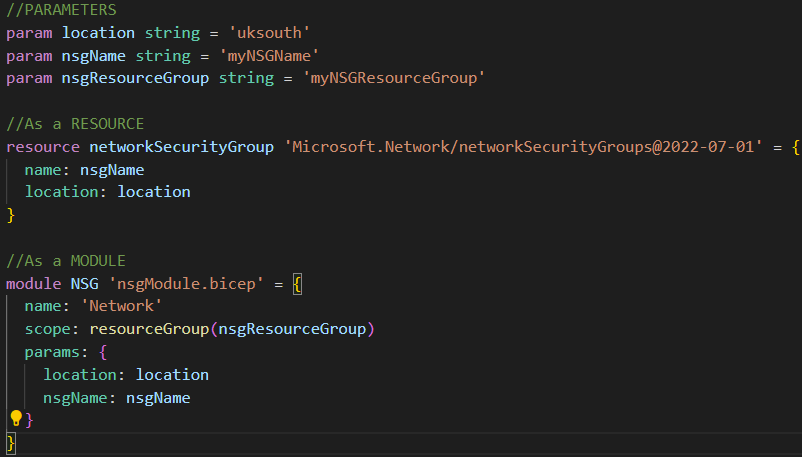 //PARAMETERS
param location string = 'uksouth'
param nsgName string = 'myNSGName'
param nsgResourceGroup string = 'myNSGResourceGroup'
//As a RESOURCE
resource networkSecurityGroup 'Microsoft.Network/networkSecurityGroups@2022-07-01' = {
  name: nsgName
  location: location
}
//As a MODULE
module NSG 'nsgModule.bicep' = {
  name: 'Network'
  scope: resourceGroup(nsgResourceGroup)
  params: {
    location: location
    nsgName: nsgName
  }
}